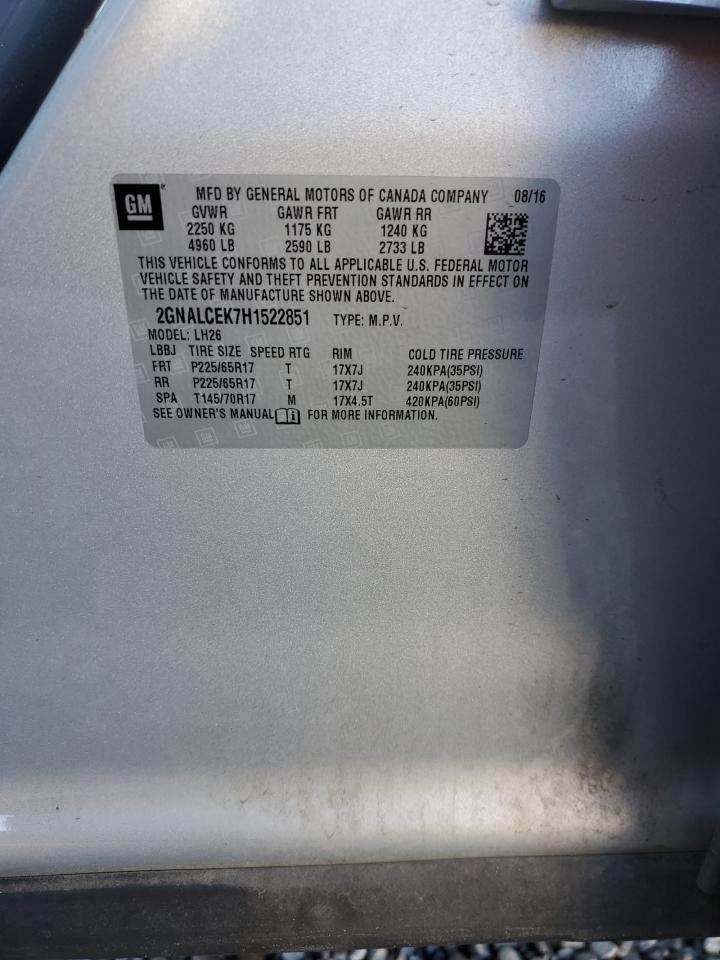 GM MFD BY GENERAL MOTORS OF CANADA COMPANY 08/16
GVWR GAWR FRT GAWR RR
2250 KG 1175 KG 1240 KG
4960 LB 2590 LB 2733 LB
THIS VEHICLE CONFORMS TO ALL APPLICABLE U.S. FEDERAL MOTOR
VEHICLE SAFETY AND THEFT PREVENTION STANDARDS IN EFFECT ON
THE DATE OF MANUFACTURE SHOWN ABOVE.
2GNALCEK7H1522851 TYPE: M.P.V.
MODEL: LH26
LBBJ TIRE SIZE SPEED RTG RIM COLD TIRE PRESSURE
FRT P225/65R17 T 17X7J 240KPA(35PSI)
RR P225/65R17 T 17X7J 240KPA(35PSI)
SPA T145/70R17 M 17X4.5T 420KPA(60PSI)
SEE OWNER'S MANUAL FOR MORE INFORMATION.